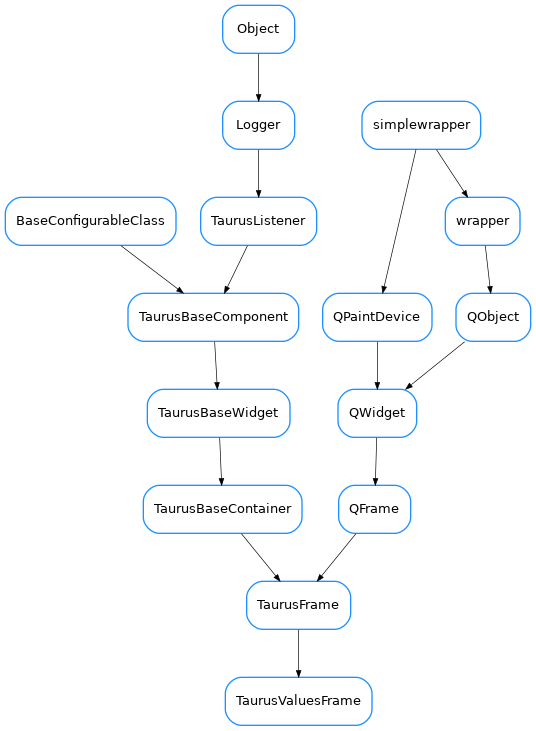 Object
Logger
simplewrapper
BaseConfigurableClass
TaurusListener
wrapper
TaurusBaseComponent
QPaintDevice
QObject
TaurusBaseWidget
QWidget
TaurusBaseContainer
QFrame
TaurusFrame
TaurusValuesFrame